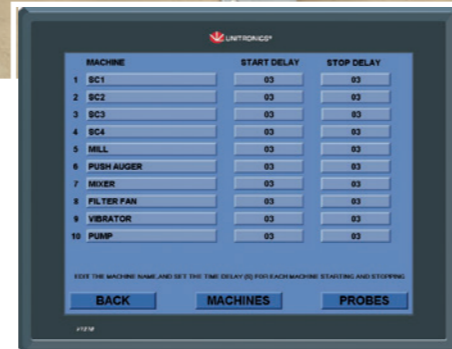 UNITRONICS®
MACHINE START DELAY STOP DELAY
1 SC1 03 03
2 SC2 03 03
3 SC3 03 03
4 SC4 03 03
5 MILL 03 03
6 PUSH AUGER 03 03
7 MIXER 03 03
8 FILTER FAN 03 03
9 VIBRATOR 03 03
10 PUMP 03 03
EDIT THE MACHINE NAME, AND SET THE TIME DELAY (S) FOR EACH MACHINE STARTING AND STOPPING
BACK MACHINES PROBES